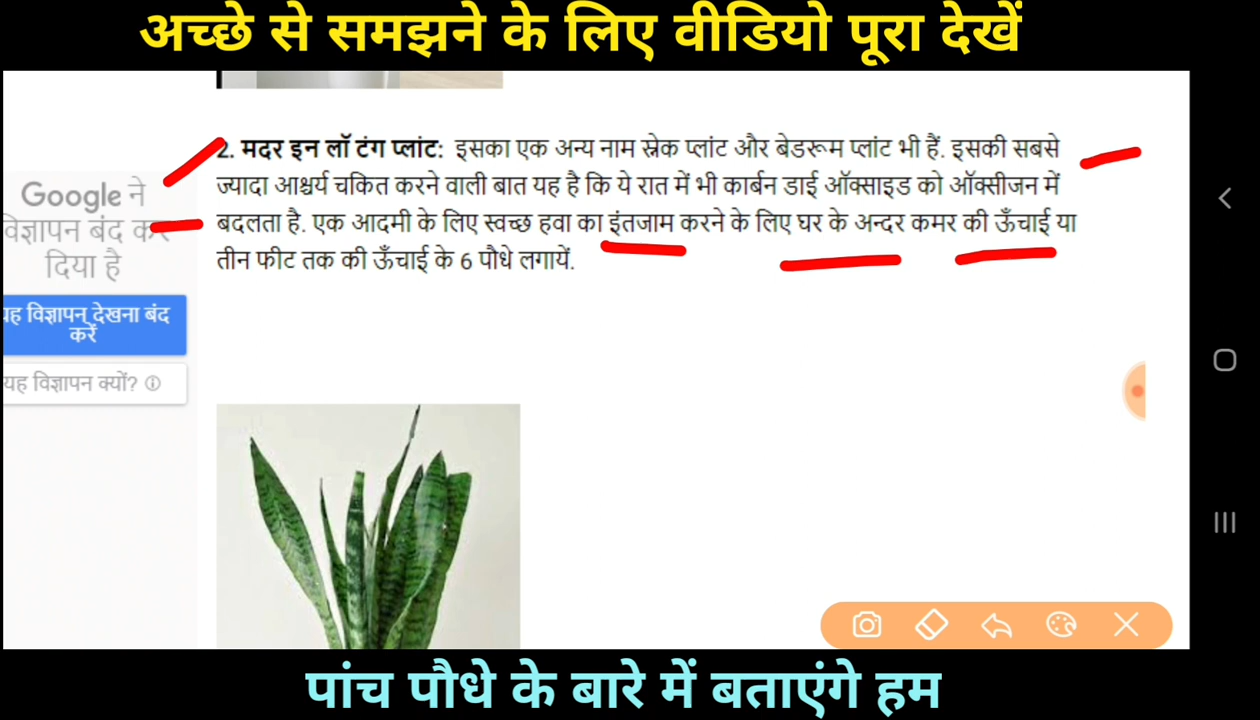 अच्छे से समझने के लिए वीडियो पूरा देखें
2. मदर इन लॉ टंग प्लांट: इसका एक अन्य नाम स्नेक प्लांट और बेडरूम प्लांट भी हैं. इसकी सबसे
ज्यादा आश्चर्य चकित करने वाली बात यह है कि ये रात में भी कार्बन डाई ऑक्साइड को ऑक्सीजन में
बदलता है. एक आदमी के लिए स्वच्छ हवा का इंतजाम करने के लिए घर के अन्दर कमर की ऊँचाई या
तीन फीट तक की ऊँचाई के 6 पौधे लगायें.
Google ने
विज्ञापन बंद कर
दिया है
यह विज्ञापन देखना बंद
करें
यह विज्ञापन क्यों?
पांच पौधे के बारे में बताएंगे हम